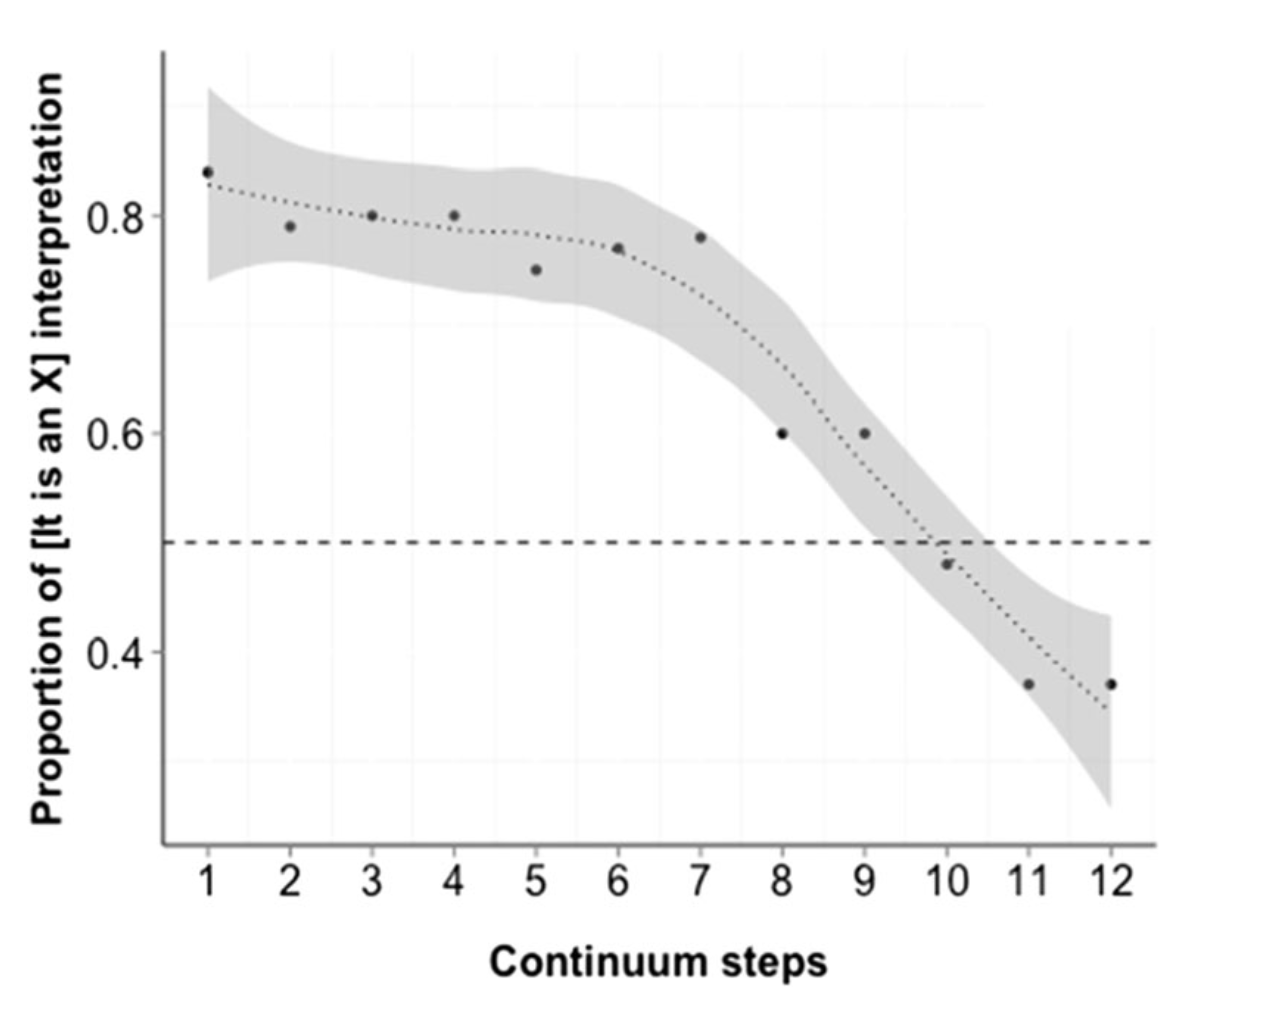 Proportion of [It is an X] interpretation
0.8
0.6
0.4
1 2 3 4 5 6 7 8 9 10 11 12
Continuum steps